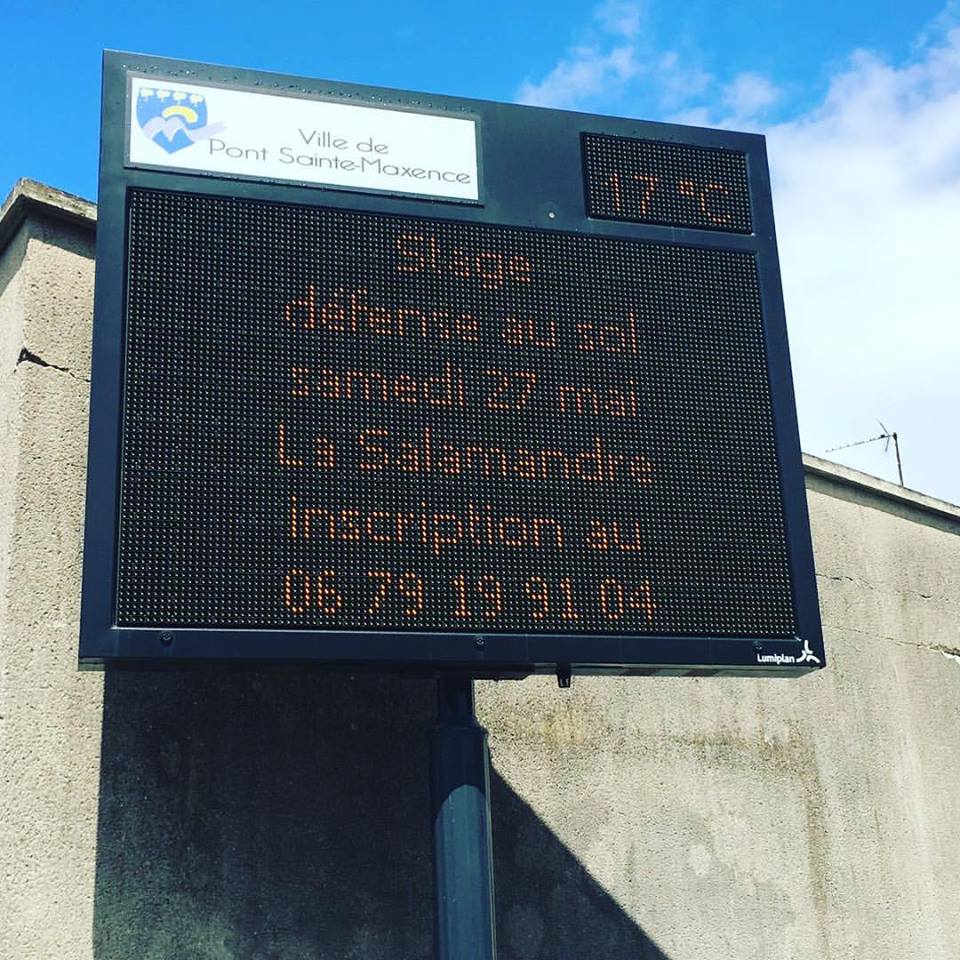 Ville de
Pont Sainte-Maxence
17 °C
Stage
défense au sol
samedi 27 mai
La Salamandre
inscription au
06 79 19 91 04
Lumiplan